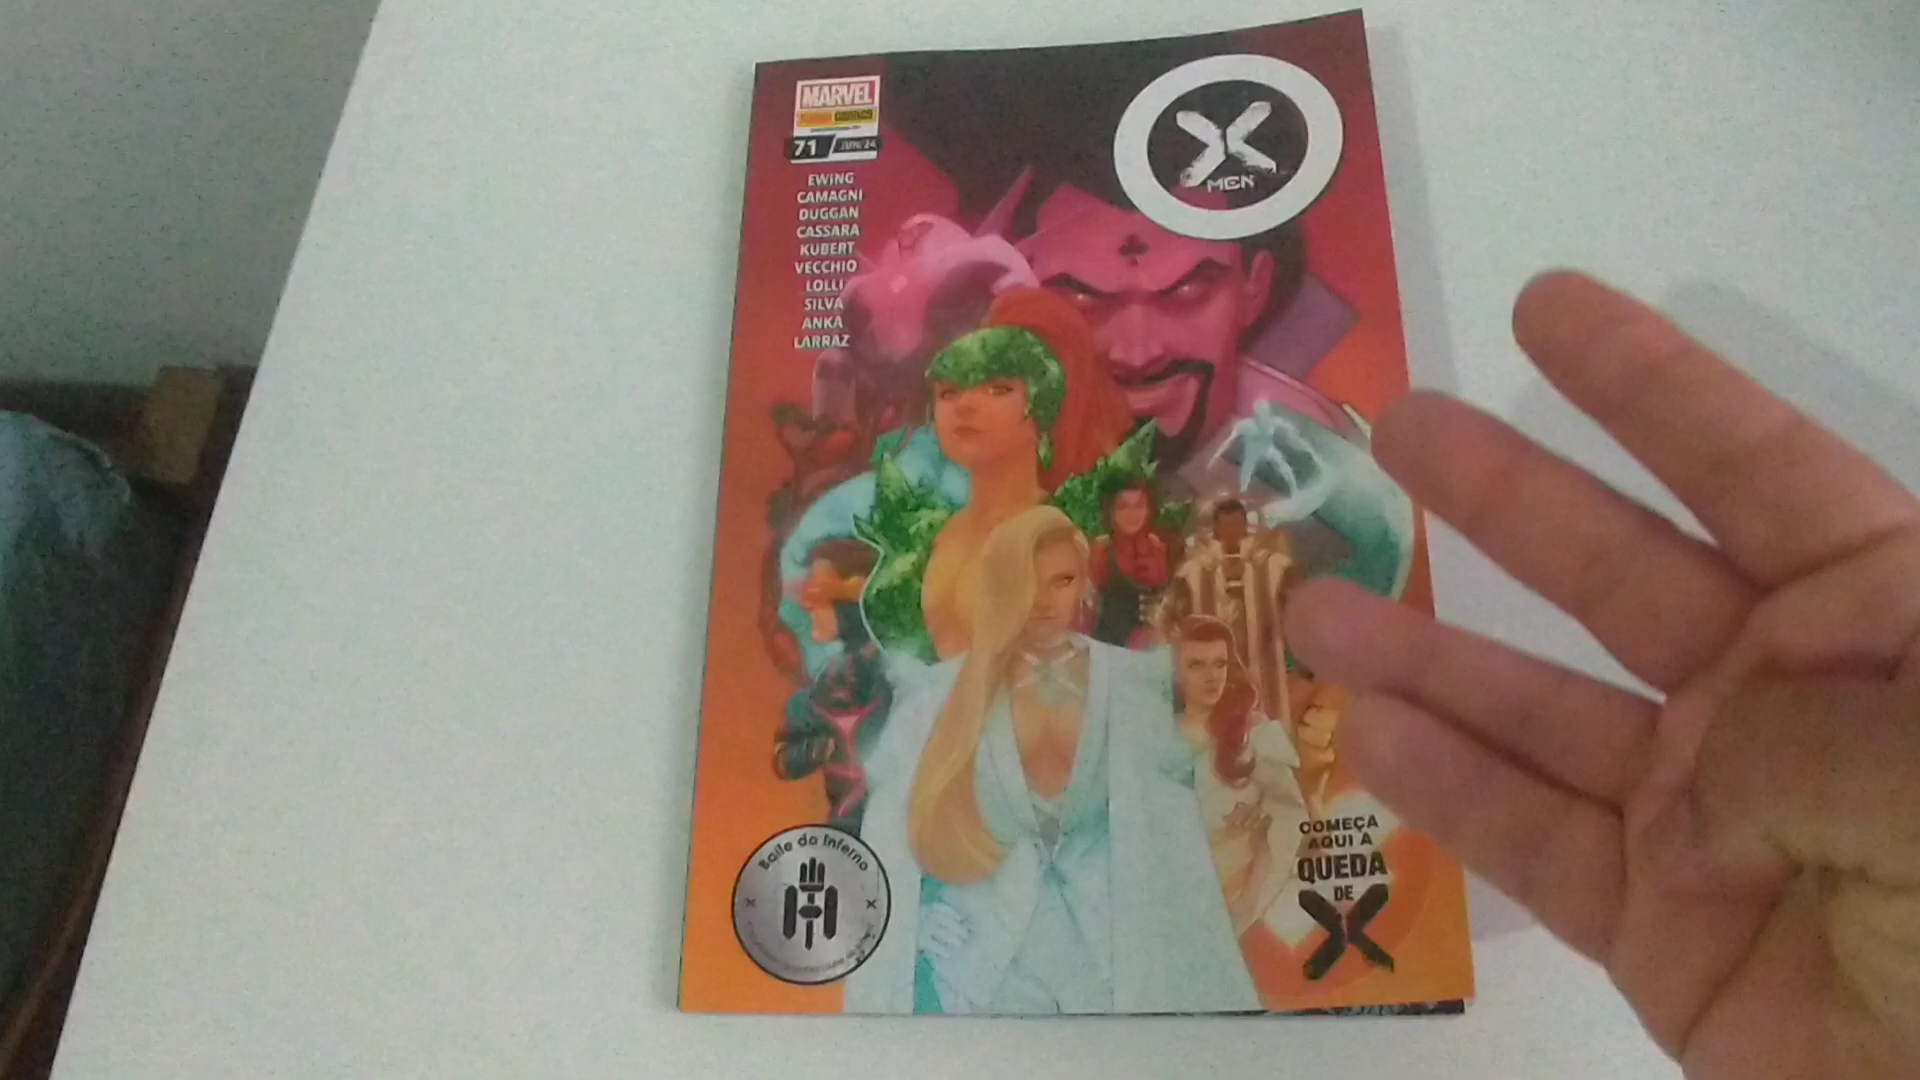 MARVEL
71
EWING
CAMAGNI
DUGGAN
CASSARA
KUBERT
VECCHIO
LOLLI
SILVA
ANKA
LARRAZ
X
MEN
Baile do Inferno
X X
COMEÇA
AQUI A
QUEDA
DE
X